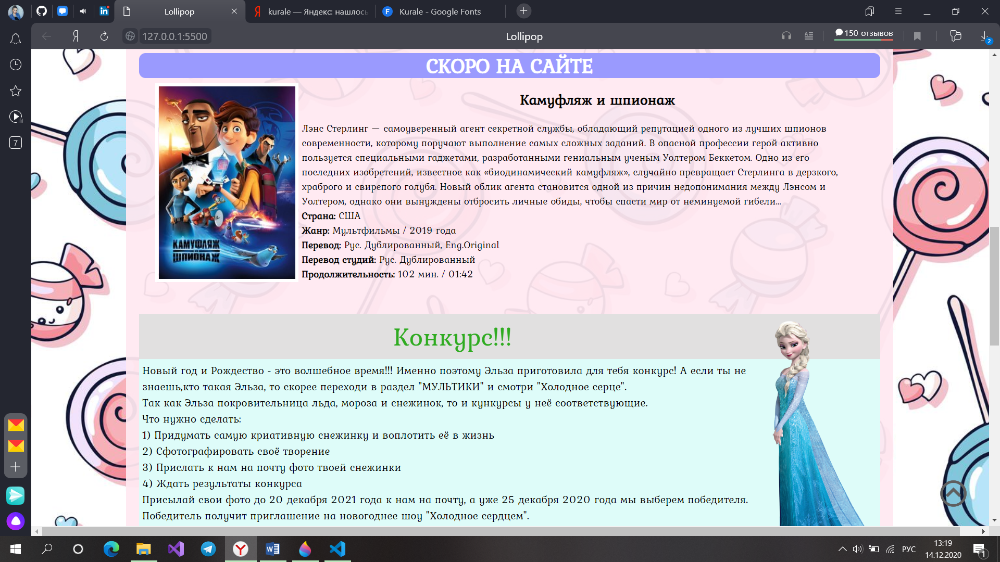 Lollipop
kurale — Яндекс: нашлось
Kurale - Google Fonts
127.0.0.1:5500
Lollipop
150 отзывов
2
7
СКОРО НА САЙТЕ
КАМУФЛЯЖ
ШПИОНАЖ
Камуфляж и шпионаж
Лэнс Стерлинг — самоуверенный агент секретной службы, обладающий репутацией одного из лучших шпионов
современности, которому поручают выполнение самых сложных заданий. В опасной профессии герой активно
пользуется специальными гаджетами, разработанными гениальным ученым Уолтером Беккетом. Одно из его
последних изобретений, известное как «биодинамический камуфляж», случайно превращает Стерлинга в дерзкого,
храброго и свирепого голубя. Новый облик агента становится одной из причин недопонимания между Лэнсом и
Уолтером, однако они вынуждены отбросить личные обиды, чтобы спасти мир от неминуемой гибели...
Страна: США
Жанр: Мультфильмы / 2019 года
Перевод: Рус. Дублированный, Eng.Original
Перевод студий: Рус. Дублированный
Продолжительность: 102 мин. / 01:42
Конкурс!!!
Новый год и Рождество - это волшебное время!!! Именно поэтому Эльза приготовила для тебя конкурс! А если ты не
знаешь,кто такая Эльза, то скорее переходи в раздел "МУЛЬТИКИ" и смотри "Холодное серце".
Так как Эльза покровительница льда, мороза и снежинок, то и кункурсы у неё соответствующие.
Что нужно сделать:
1) Придумать самую криативную снежинку и воплотить её в жизнь
2) Сфотографировать своё творение
3) Прислать к нам на почту фото твоей снежинки
4) Ждать результаты конкурса
Присылай свои фото до 20 декабря 2021 года к нам на почту, а уже 25 декабря 2020 года мы выберем победителя.
Победитель получит приглашение на новогоднее шоу "Холодное сердцем".
РУС
13:19
14.12.2020
1